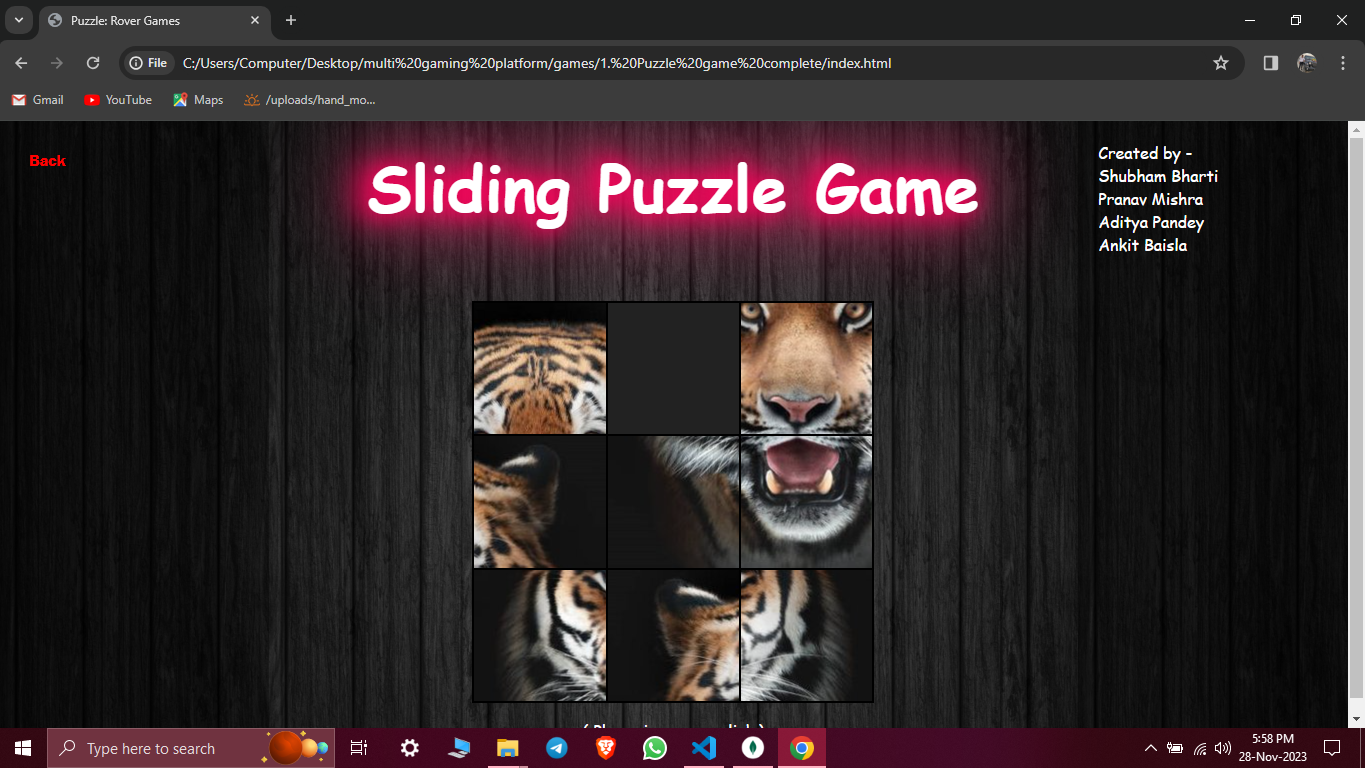 Puzzle: Rover Games
File
C:/Users/Computer/Desktop/multi%20gaming%20platform/games/1.%20Puzzle%20game%20complete/index.html
Gmail
YouTube
Maps
/uploads/hand_mo...
Back
Sliding Puzzle Game
Created by -
Shubham Bharti
Pranav Mishra
Aditya Pandey
Ankit Baisla
Type here to search
5:58 PM
28-Nov-2023